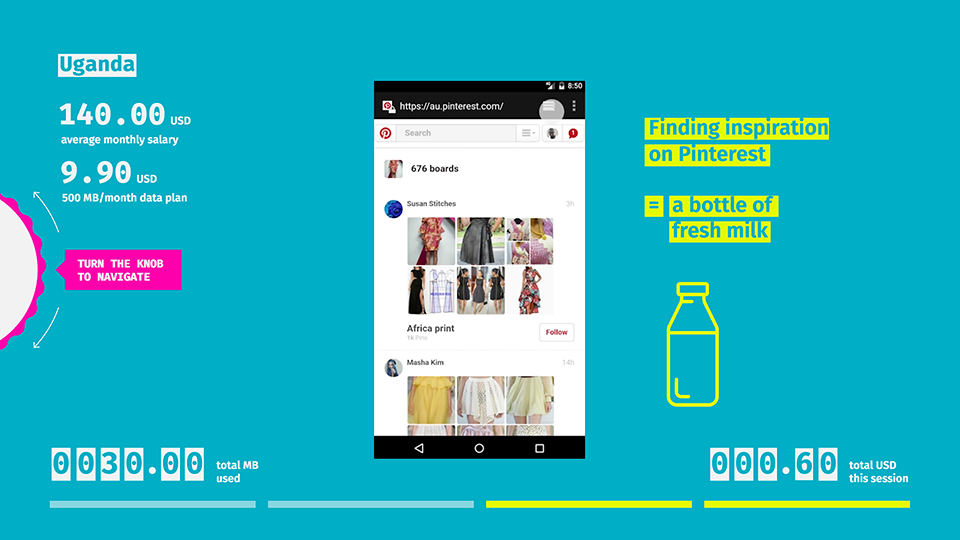 Uganda
140.00 USD
average monthly salary
9.90 USD
500 MB/month data plan
TURN THE KNOB
TO NAVIGATE
8:50
https://au.pinterest.com/
Search
1
676 boards
Susan Stitches
3h
Africa print
1k Pins
Follow
Masha Kim
14h
Finding inspiration
on Pinterest
= a bottle of
fresh milk
0030.00 total MB
used
000.60 total USD
this session